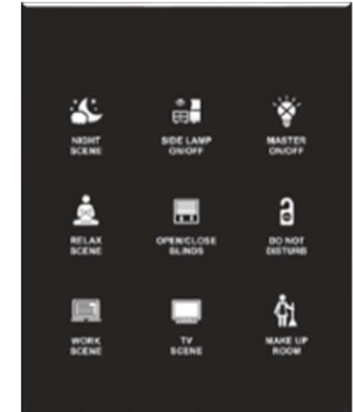 NIGHT
SCENE
SIDE LAMP
ON/OFF
MASTER
ON/OFF
RELAX
SCENE
OPEN/CLOSE
BLINDS
DO NOT
DISTURB
WORK
SCENE
TV
SCENE
MAKE UP
ROOM